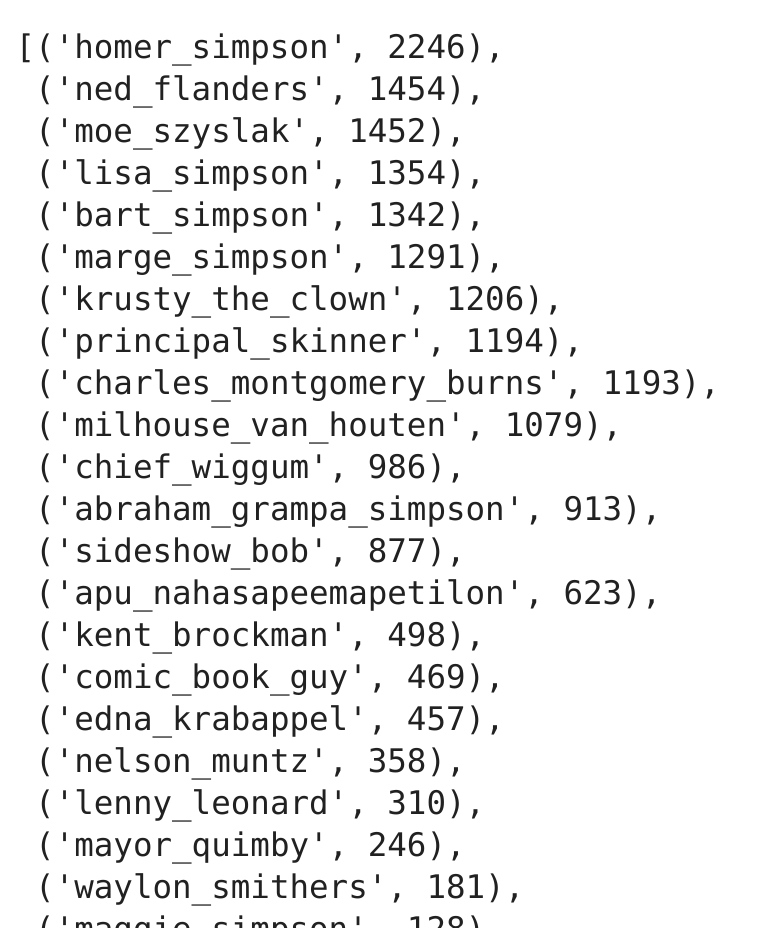 [('homer_simpson', 2246),
('ned_flanders', 1454),
('moe_szyslak', 1452),
('lisa_simpson', 1354),
('bart_simpson', 1342),
('marge_simpson', 1291),
('krusty_the_clown', 1206),
('principal_skinner', 1194),
('charles_montgomery_burns', 1193),
('milhouse_van_houten', 1079),
('chief_wiggum', 986),
('abraham_grampa_simpson', 913),
('sideshow_bob', 877),
('apu_nahasapeemapetilon', 623),
('kent_brockman', 498),
('comic_book_guy', 469),
('edna_krabappel', 457),
('nelson_muntz', 358),
('lenny_leonard', 310),
('mayor_quimby', 246),
('waylon_smithers', 181),
('maggie_simpson', 128),